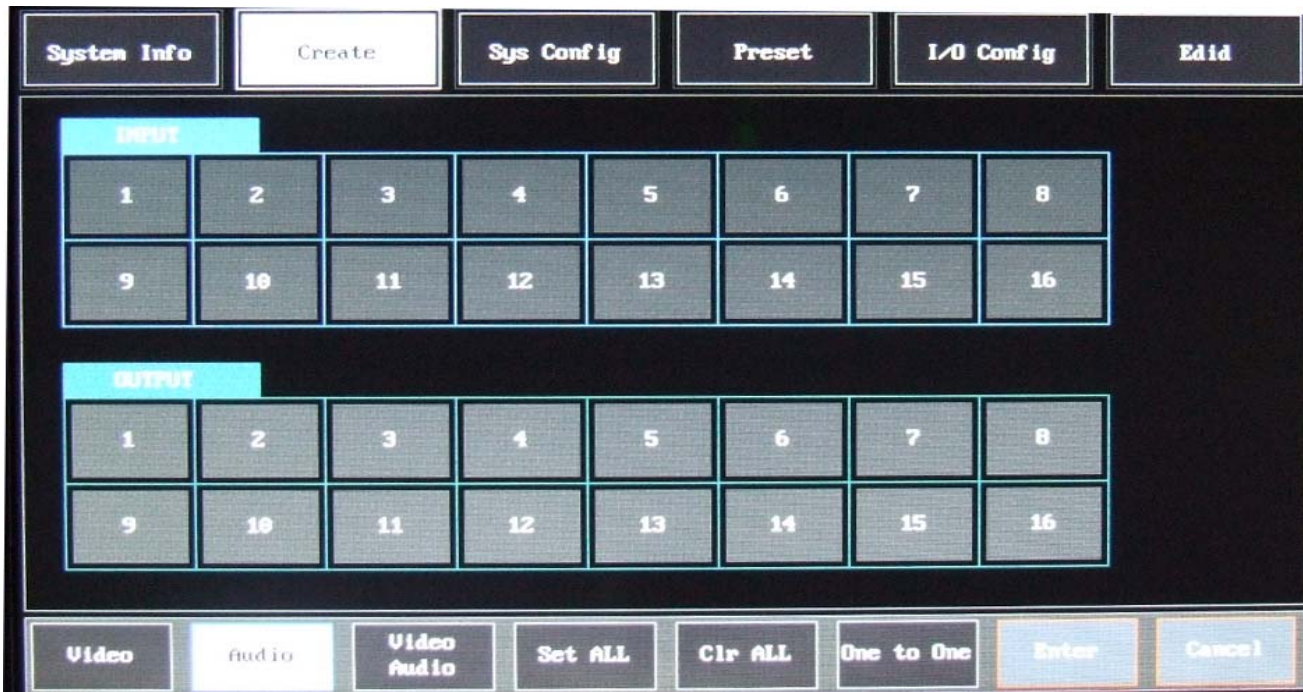 System Info Create Sys Config Preset I/O Config Edid
INPUT
1 2 3 4 5 6 7 8
9 10 11 12 13 14 15 16
OUTPUT
1 2 3 4 5 6 7 8
9 10 11 12 13 14 15 16
Video Audio Video Audio Set ALL Clr ALL One to One Enter Cancel